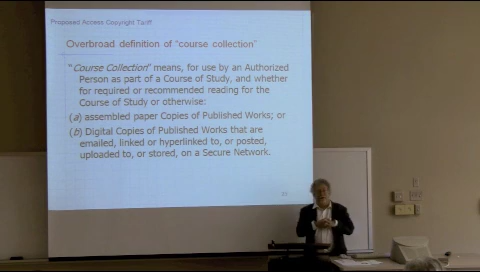 Proposed Access Copyright Tariff
Overbroad definition of "course collection"
"Course Collection" means, for use by an Authorized
Person as part of a Course of Study, and whether
for required or recommended reading for the
Course of Study or otherwise:
(a) assembled paper Copies of Published Works; or
(b) Digital Copies of Published Works that are
emailed, linked or hyperlinked to, or posted,
uploaded to, or stored, on a Secure Network.